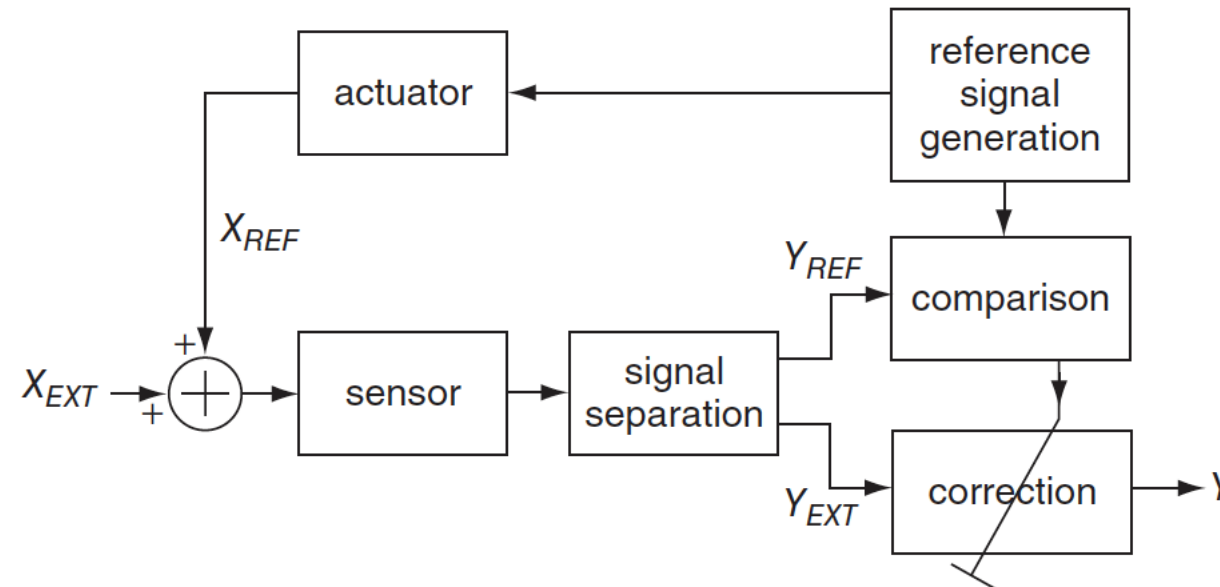 reference
signal
generation
actuator
X_REF
Y_REF
comparison
+
X_EXT
+
sensor
signal
separation
Y_EXT
correction
Y